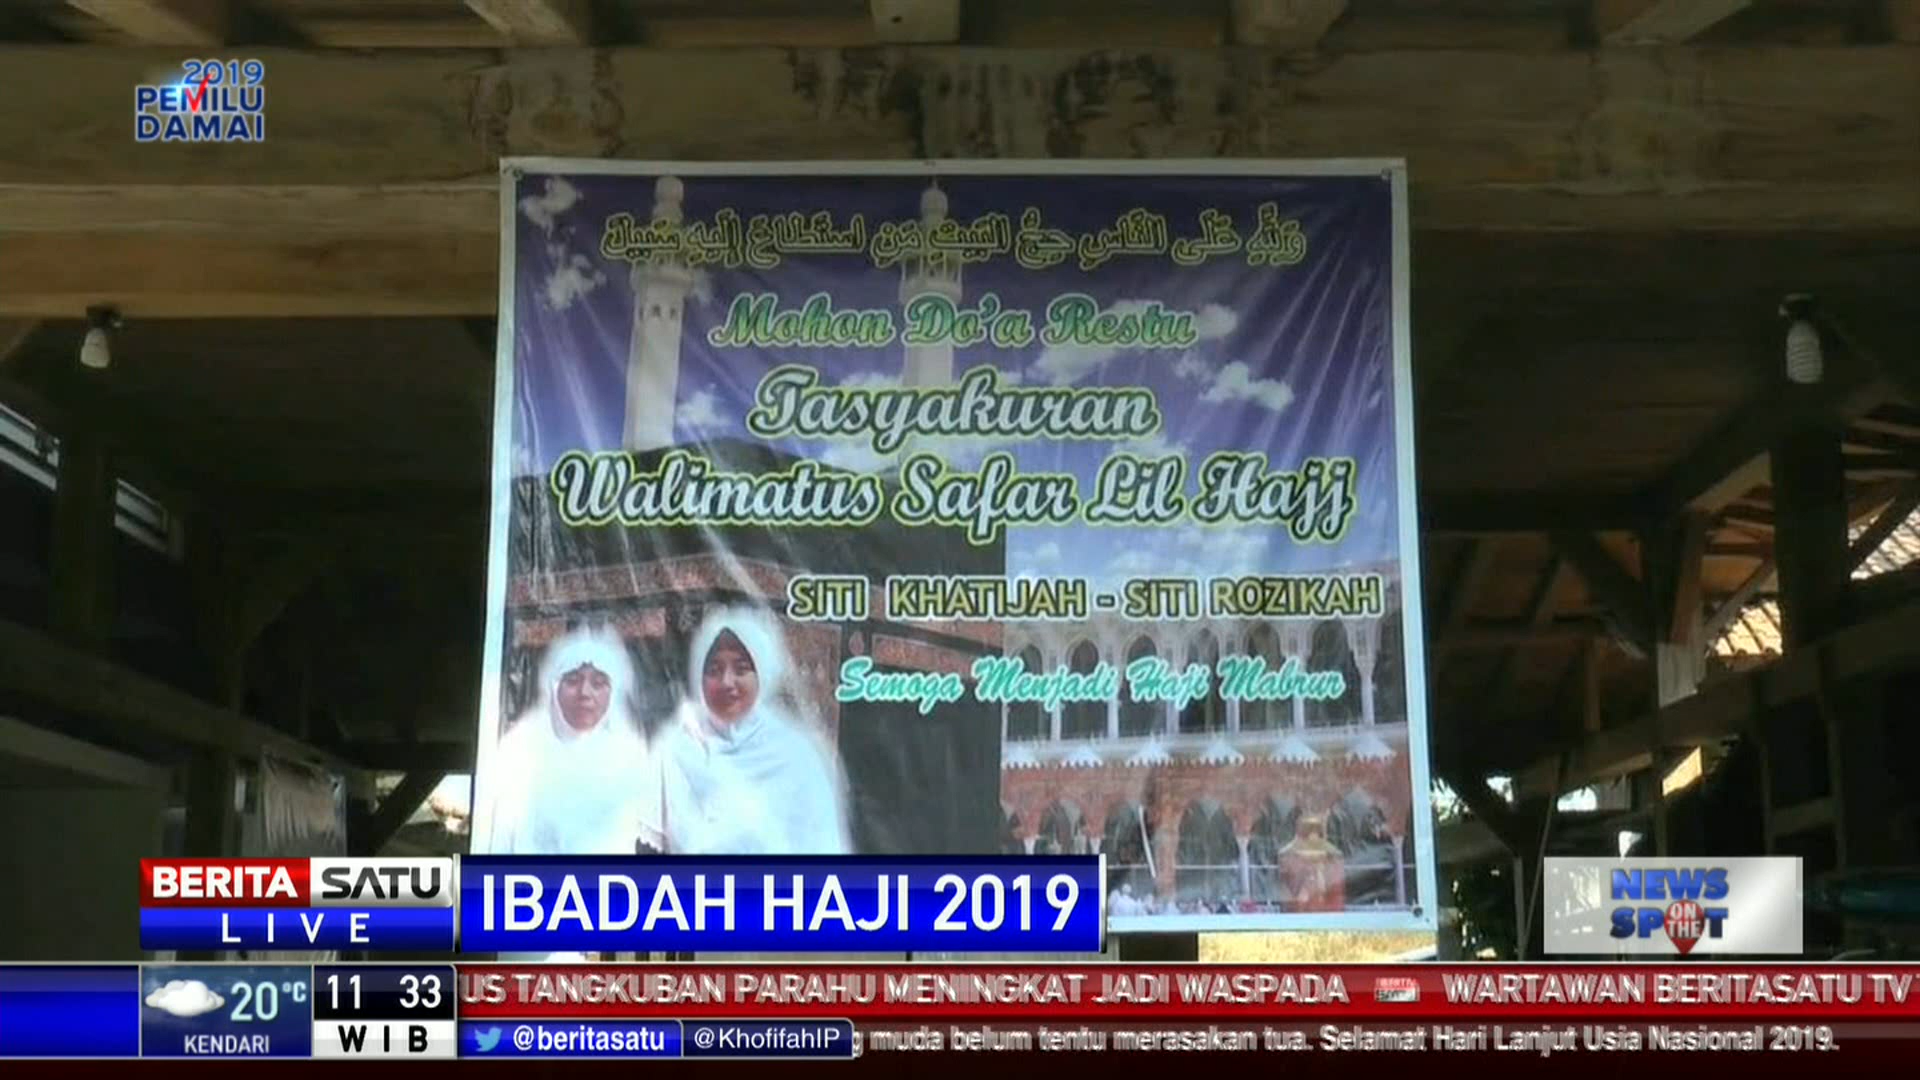 2019
PEMILU
DAMAI
وَلِلَّهِ عَلَى النَّاسِ حِجُّ الْبَيْتِ مَنِ اسْتَطَاعَ إِلَيْهِ سَبِيلًا
Mohon Do'a Restu
Tasyakuran
Walimatus Safar Lil Hajj
SITI KHATIJAH - SITI ROZIKAH
Semoga Menjadi Haji Mabrur
BERITA SATU
LIVE
IBADAH HAJI 2019
NEWS
ON THE
SPOT
20°C
KENDARI
11 33
WIB
US TANGKUBAN PARAHU MENINGKAT JADI WASPADA
WARTAWAN BERITASATU TV
@beritasatu
@KhofifahIP
g muda belum tentu merasakan tua. Selamat Hari Lanjut Usia Nasional 2019.